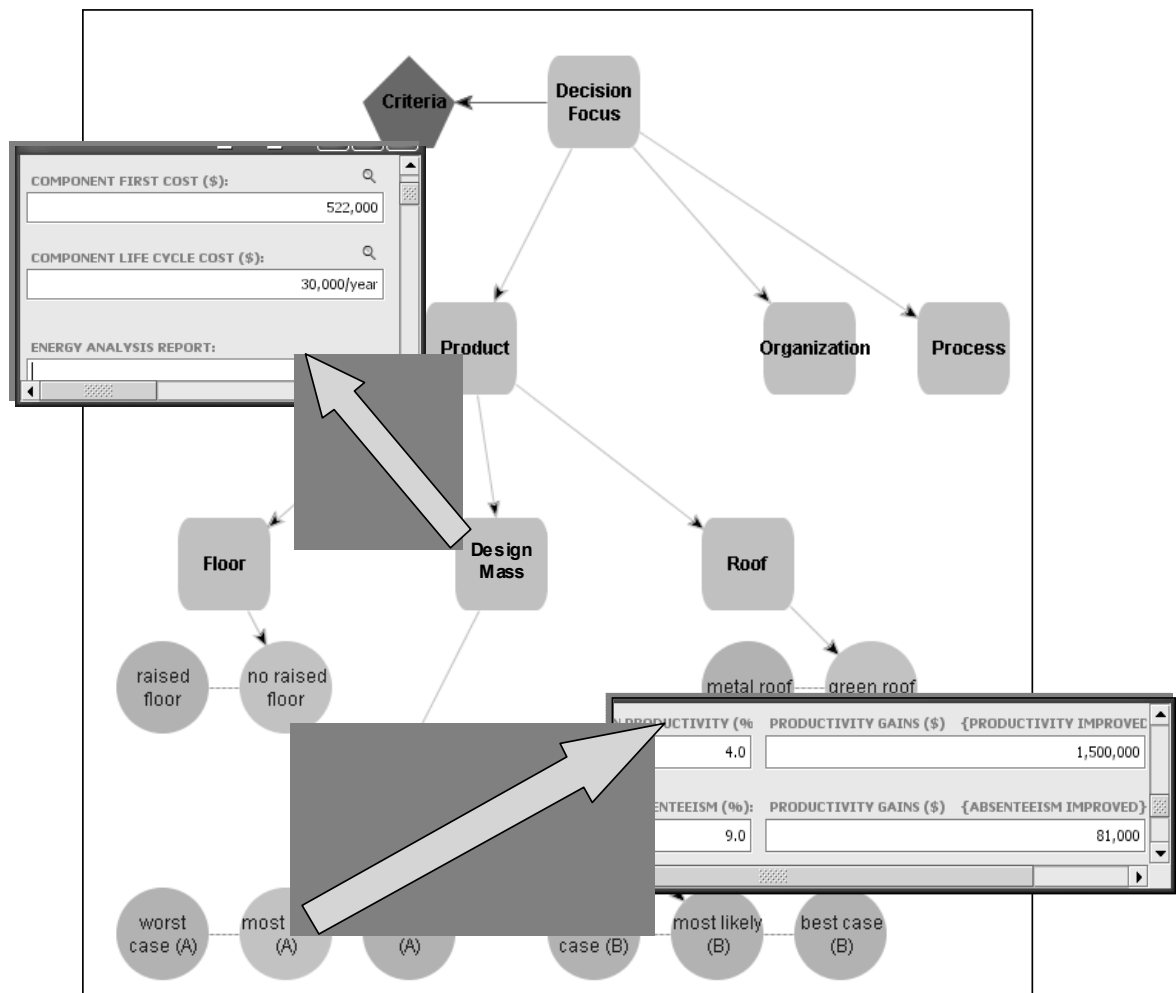 Criteria
Decision
Focus
COMPONENT FIRST COST ($):
522,000
COMPONENT LIFE CYCLE COST ($):
30,000/year
ENERGY ANALYSIS REPORT:
Product
Organization
Process
Floor
Design
Mass
Roof
raised
floor
no raised
floor
metal roof
green roof
PRODUCTIVITY (%
PRODUCTIVITY GAINS ($) {PRODUCTIVITY IMPROVED
4.0
1,500,000
ENTEEISM (%):
PRODUCTIVITY GAINS ($) {ABSENTEEISM IMPROVED}
9.0
81,000
worst
case (A)
most
(A)
(A)
case (B)
most likely
(B)
best case
(B)